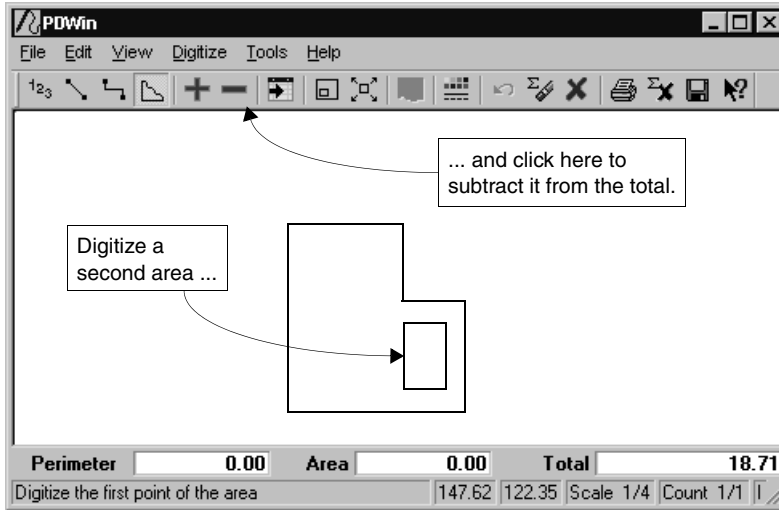 PDWin
File Edit View Digitize Tools Help
123
Σ Σ ?
... and click here to
subtract it from the total.
Digitize a
second area ...
Perimeter 0.00 Area 0.00 Total 18.71
Digitize the first point of the area 147.62 122.35 Scale 1/4 Count 1/1